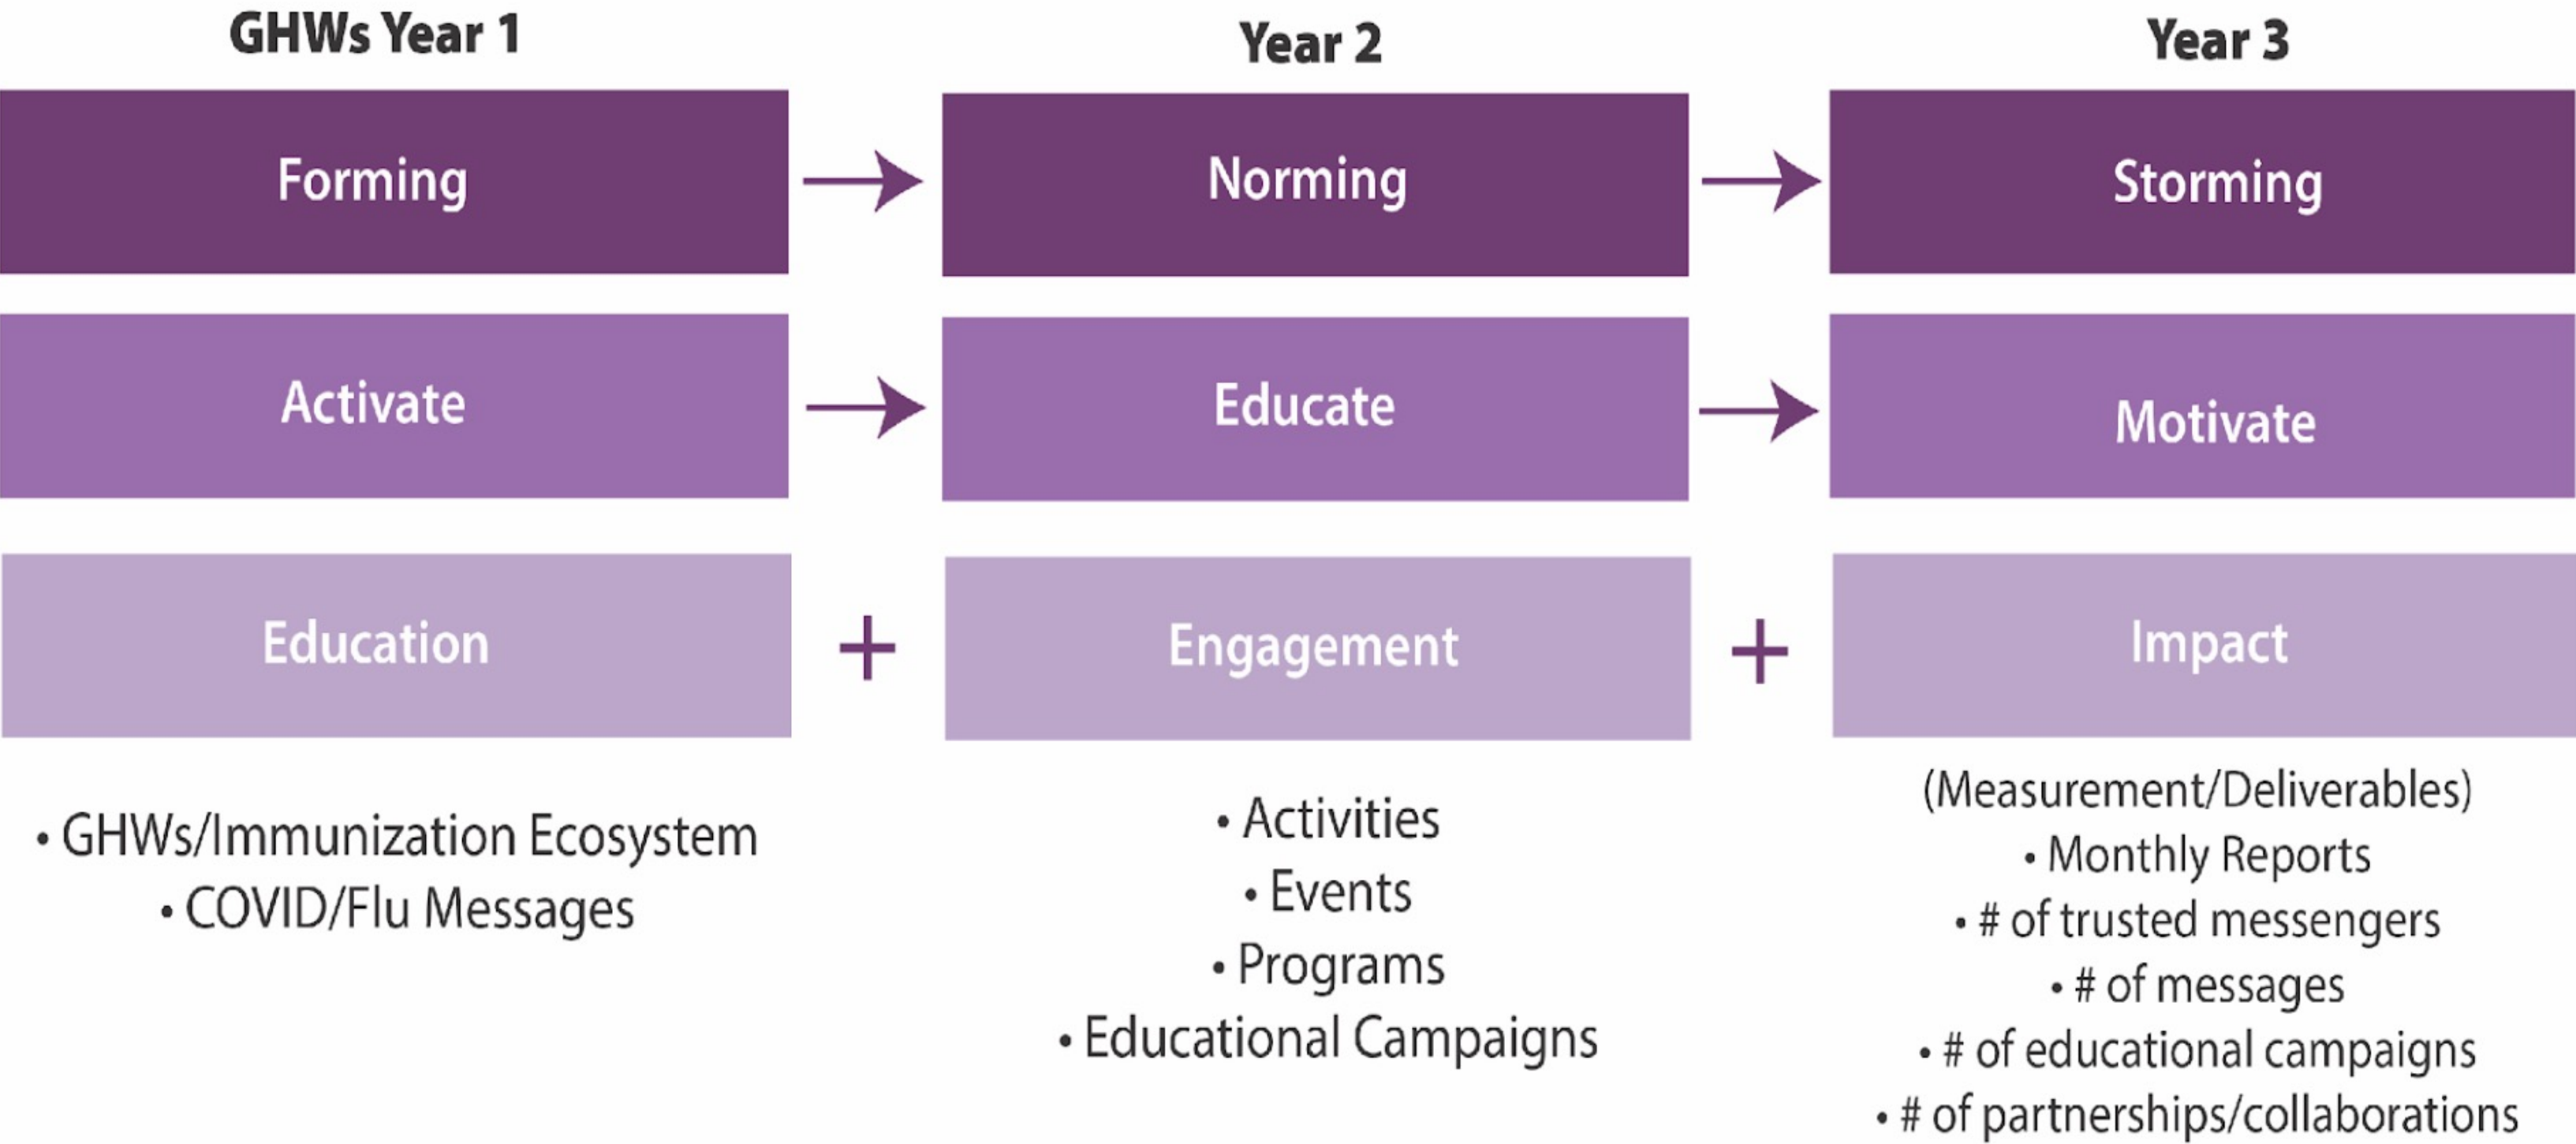 GHWs Year 1
Year 2
Year 3
Forming
Norming
Storming
Activate
Educate
Motivate
Education
+
Engagement
+
Impact
• GHWs/Immunization Ecosystem
• COVID/Flu Messages
• Activities
• Events
• Programs
• Educational Campaigns
(Measurement/Deliverables)
• Monthly Reports
• # of trusted messengers
• # of messages
• # of educational campaigns
• # of partnerships/collaborations